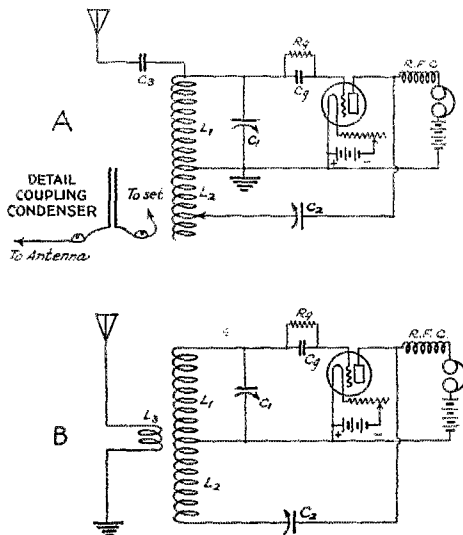 C3
Rg
Cg
R.F.C.
A
L1
C1
DETAIL
COUPLING
CONDENSER
To set
L2
C2
To Antenna
+ −
Rg
Cg
R.F.C.
B
L3
L1
C1
+ −
L2
C2